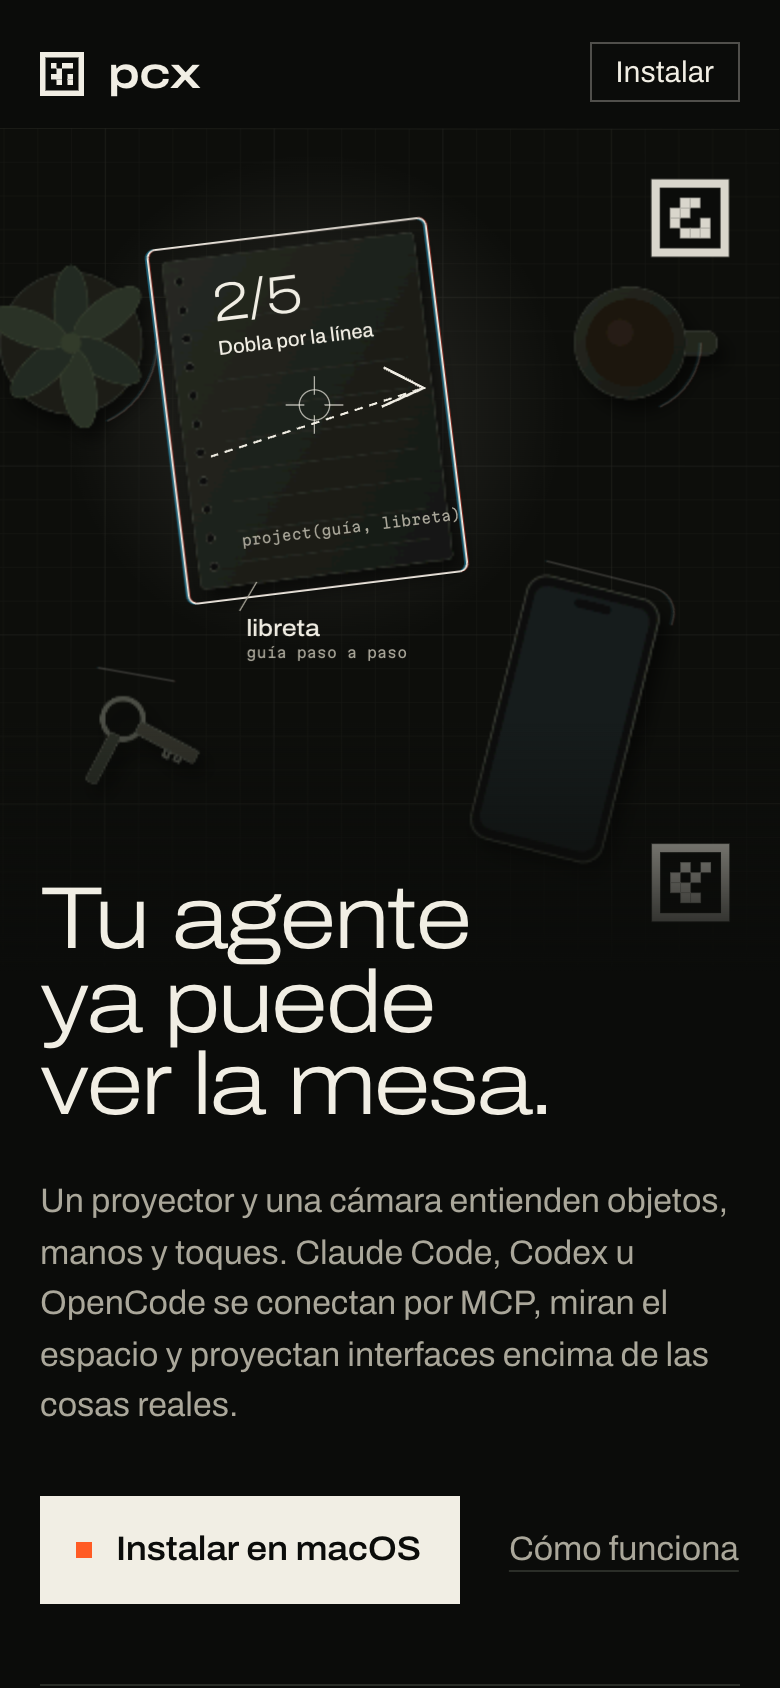 pcx
Instalar
2/5
Dobla por la línea
project(guía, libreta)
libreta
guía paso a paso
Tu agente
ya puede
ver la mesa.
Un proyector y una cámara entienden objetos,
manos y toques. Claude Code, Codex u
OpenCode se conectan por MCP, miran el
espacio y proyectan interfaces encima de las
cosas reales.
Instalar en macOS
Cómo funciona